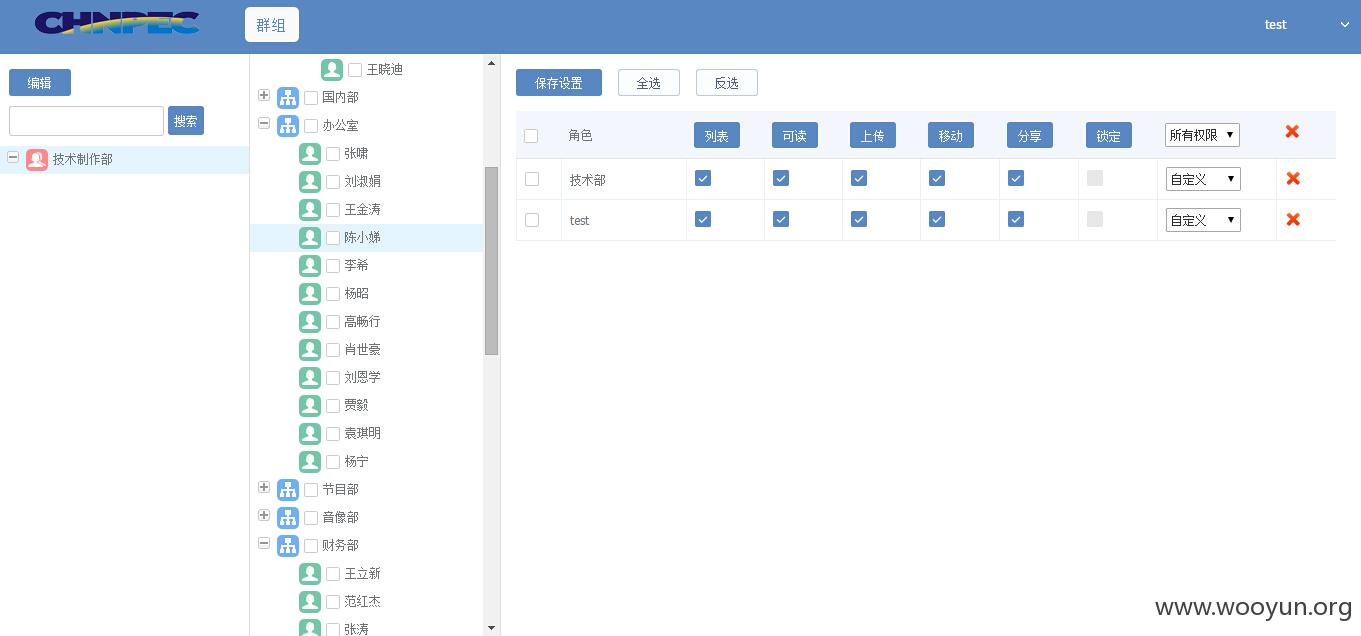 CHNPEC
群组
test
编辑
搜索
技术制作部
王晓迪
国内部
办公室
张啸
刘淑娟
王金涛
陈小娣
李希
杨昭
高畅行
肖世豪
刘恩学
贾毅
袁琪明
杨宁
节目部
音像部
财务部
王立新
范红杰
张涛
保存设置 全选 反选
角色 列表 可读 上传 移动 分享 锁定 所有权限
技术部 自定义
test 自定义
www.wooyun.org